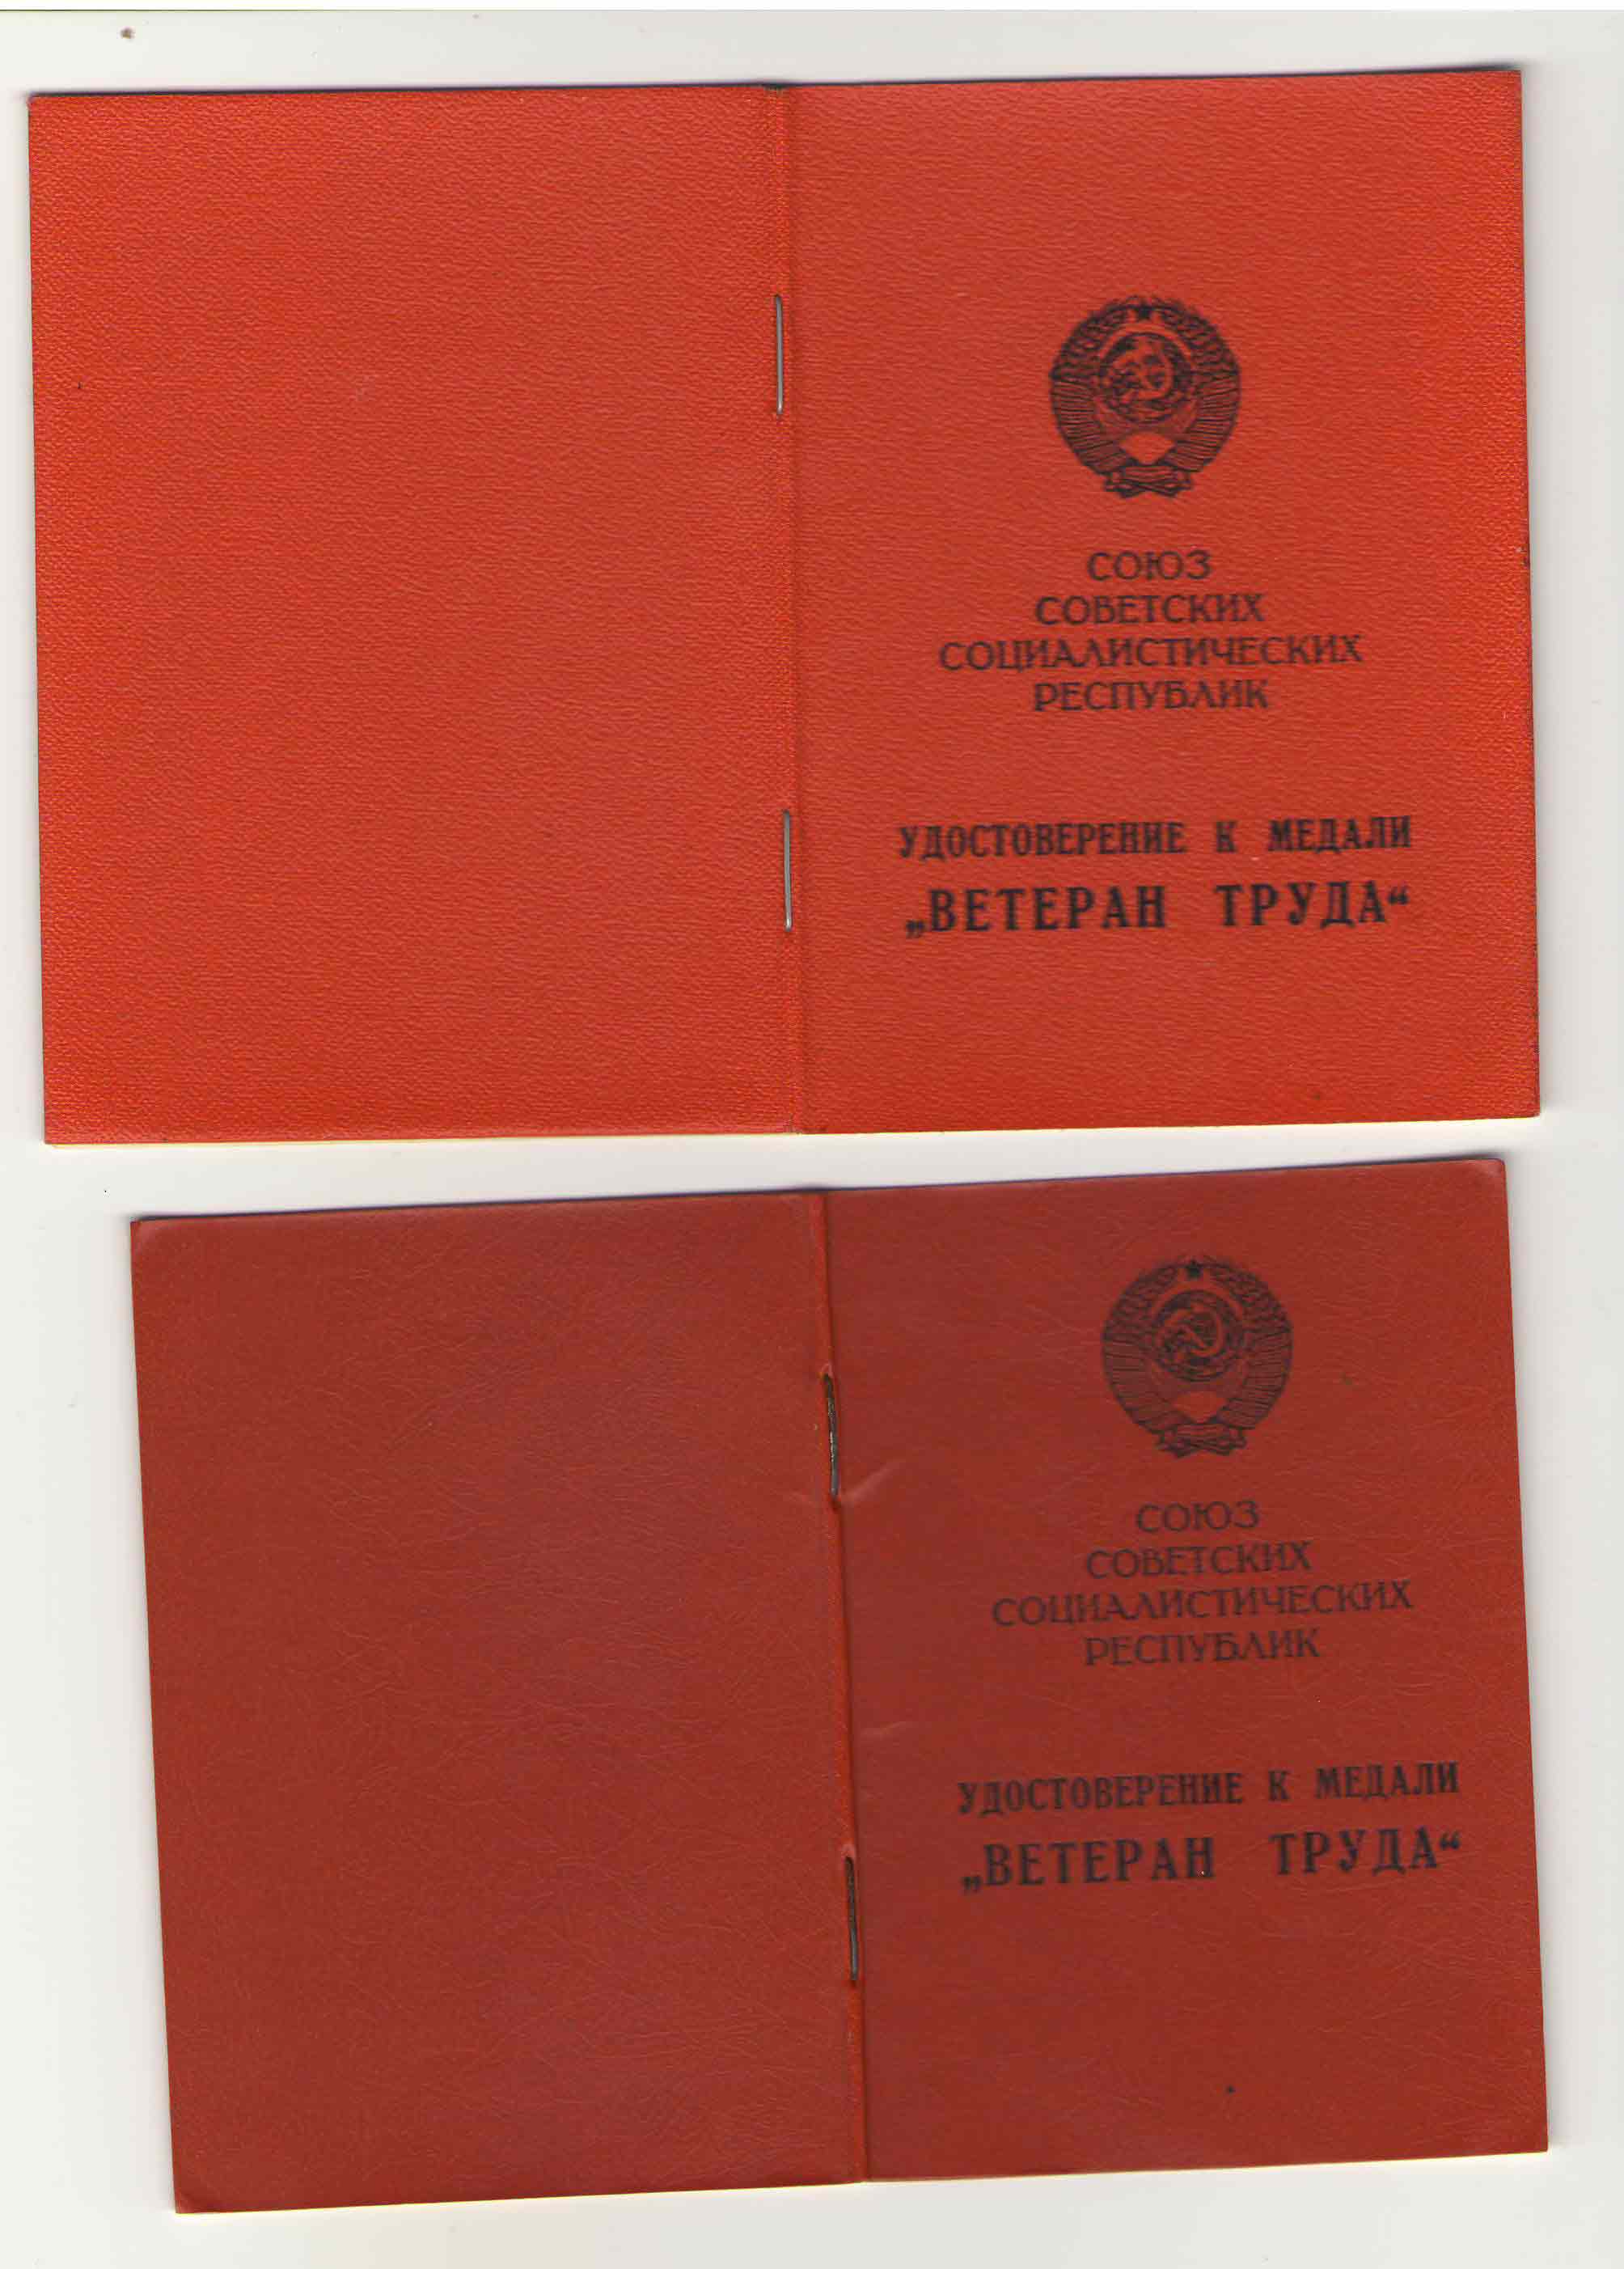 СОЮЗ
СОВЕТСКИХ
СОЦИАЛИСТИЧЕСКИХ
РЕСПУБЛИК
УДОСТОВЕРЕНИЕ К МЕДАЛИ
„ВЕТЕРАН ТРУДА“
СОЮЗ
СОВЕТСКИХ
СОЦИАЛИСТИЧЕСКИХ
РЕСПУБЛИК
УДОСТОВЕРЕНИЕ К МЕДАЛИ
„ВЕТЕРАН ТРУДА“